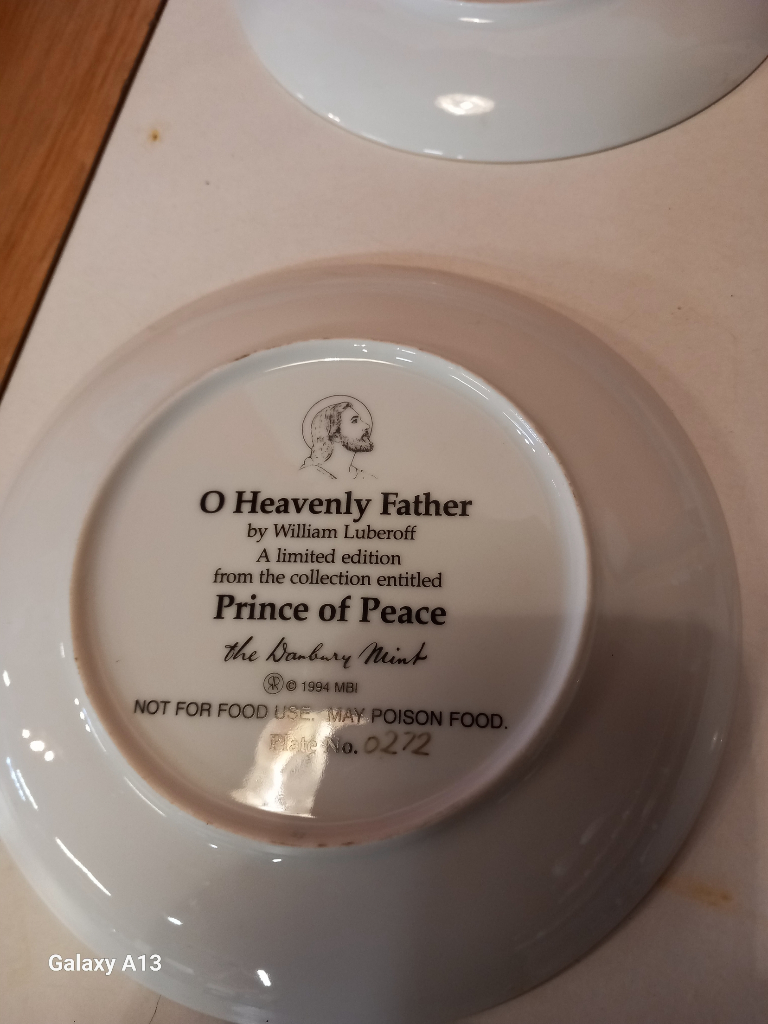 O Heavenly Father
by William Luberoff
A limited edition
from the collection entitled
Prince of Peace
the Danbury Mint
© 1994 MBI
NOT FOR FOOD USE. MAY POISON FOOD.
Plate No. 0272
Galaxy A13